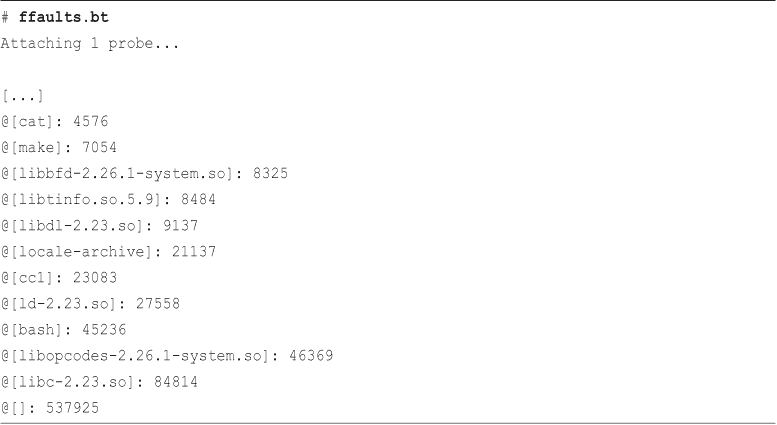 # ffaults.bt
Attaching 1 probe...
[...]
@[cat]: 4576
@[make]: 7054
@[libbfd-2.26.1-system.so]: 8325
@[libtinfo.so.5.9]: 8484
@[libdl-2.23.so]: 9137
@[locale-archive]: 21137
@[cc1]: 23083
@[ld-2.23.so]: 27558
@[bash]: 45236
@[libopcodes-2.26.1-system.so]: 46369
@[libc-2.23.so]: 84814
@[]: 537925